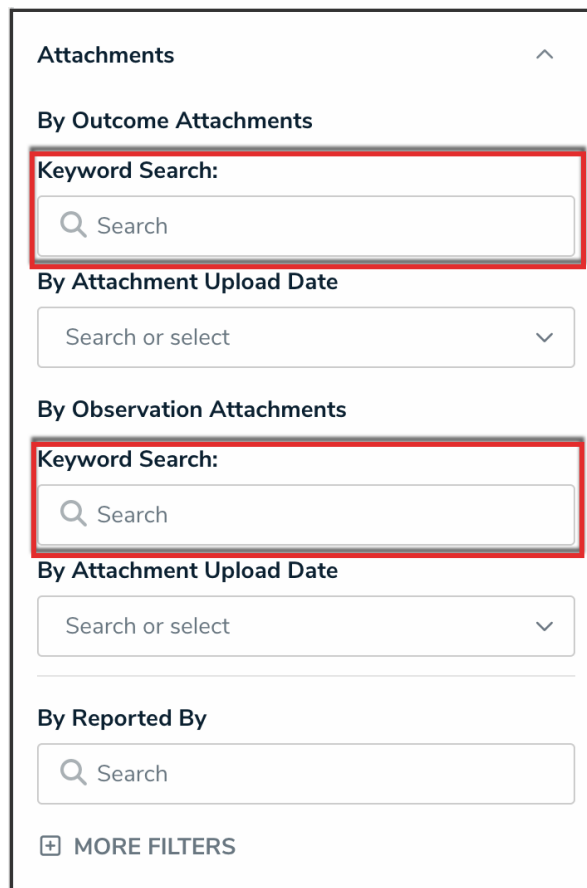 Attachments
By Outcome Attachments
Keyword Search:
Search
By Attachment Upload Date
Search or select
By Observation Attachments
Keyword Search:
Search
By Attachment Upload Date
Search or select
By Reported By
Search
MORE FILTERS